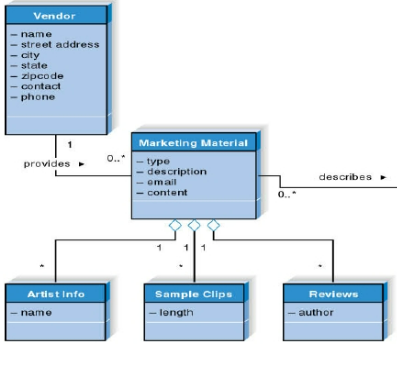 Vendor
– name
– street address
– city
– state
– zipcode
– contact
– phone
1
provides ►
0..*
Marketing Material
– type
– description
– email
– content
describes ►
0..*
1 1 1
* * *
Artist Info
– name
Sample Clips
– length
Reviews
– author